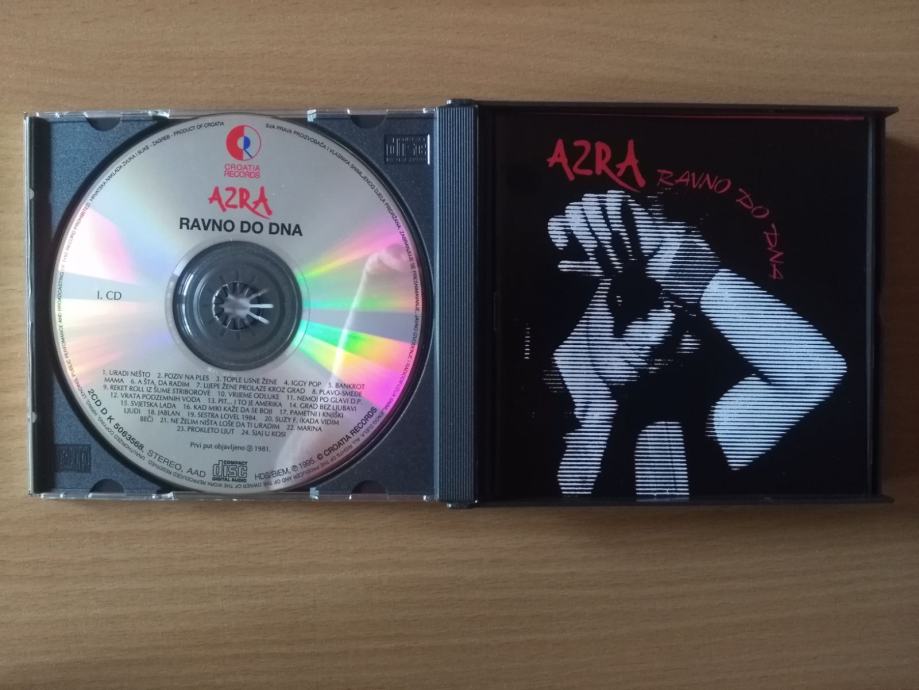 CROATIA
RECORDS
AZRA
RAVNO DO DNA
I. CD
1. URADI NEŠTO 2. POZIV NA PLES 3. TOPLE USNE ŽENE 4. IGGY POP 5. BANKROT
MAMA 6. A ŠTA, DA RADIM 7. LIJEPE ŽENE PROLAZE KROZ GRAD 8. PLAVO-SMEĐE
9. REKET ROLL IZ ŠUME STRIBOROVE 10. VRIJEME ODLUKE 11. NEMOJ PO GLAVI D.P.
12. VRATA PODZEMNIH VODA 13. PIT... I TO JE AMERIKA 14. GRAD BEZ LJUBAVI
15. SVJETSKA LADA 16. KAD MIKI KAŽE DA SE BOJI 17. PAMETNI I KNJIŠKI
LJUDI 18. JABLAN 19. SESTRA LOVEL 1984. 20. SUZY F. (KADA VIDIM
BEČ) 21. NE ŽELIM NIŠTA LOŠE DA TI URADIM 22. MARINA
23. PROKLETO LJUT 24. SJAJ U KOSI
Prvi put objavljeno ℗ 1981.
2CD D K 5063568, STEREO, AAD
COMPACT
disc
DIGITAL AUDIO
HDS/BIEM, ℗ 1995. © CROATIA RECORDS
AZRA
RAVNO DO DNA